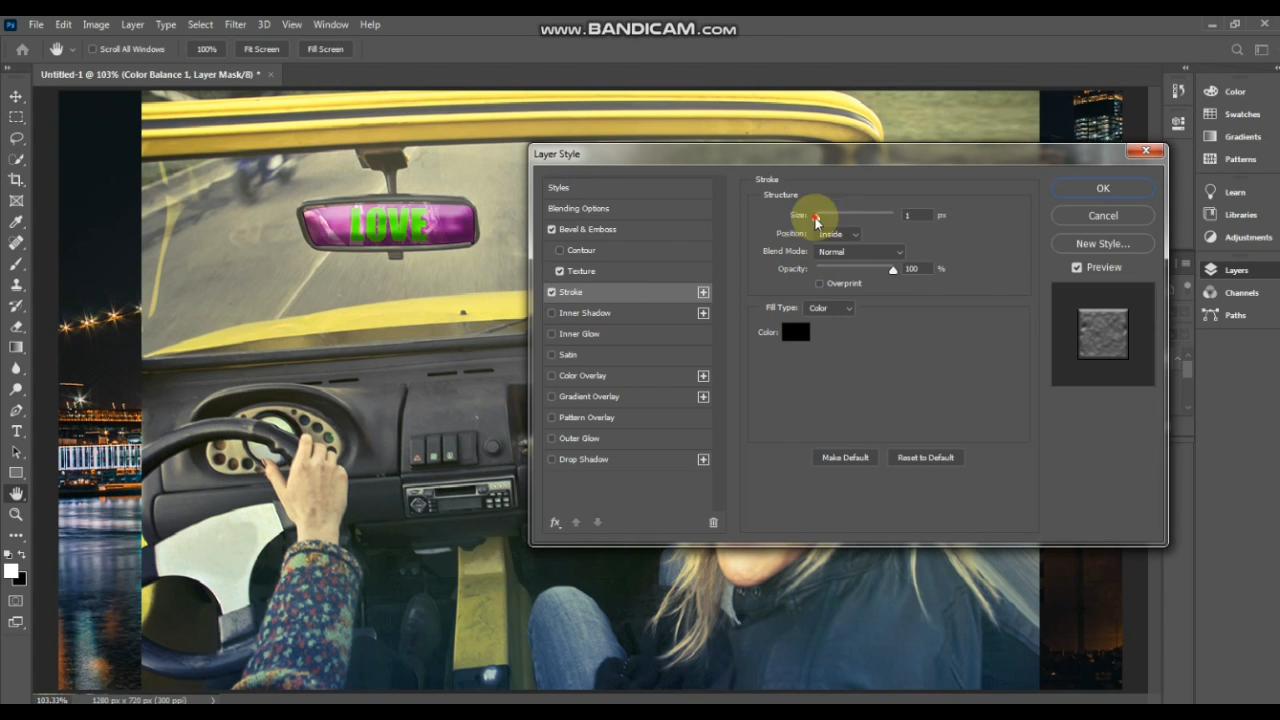 Ps File Edit Image Layer Type Select Filter 3D View Window Help
www.BANDICAM.com
Scroll All Windows 100% Fit Screen Fill Screen
Untitled-1 @ 103% (Color Balance 1, Layer Mask/8) * ×
LOVE
Layer Style
Styles
Blending Options
Bevel & Emboss
Contour
Texture
Stroke
Inner Shadow
Inner Glow
Satin
Color Overlay
Gradient Overlay
Pattern Overlay
Outer Glow
Drop Shadow
fx
Stroke
Structure
Size: 1 px
Position: Inside
Blend Mode: Normal
Opacity: 100 %
Overprint
Fill Type: Color
Color:
Make Default Reset to Default
OK
Cancel
New Style...
Preview
Color
Swatches
Gradients
Patterns
Learn
Libraries
Adjustments
Layers
Channels
Paths
103.33% 1280 px x 720 px (300 ppi)